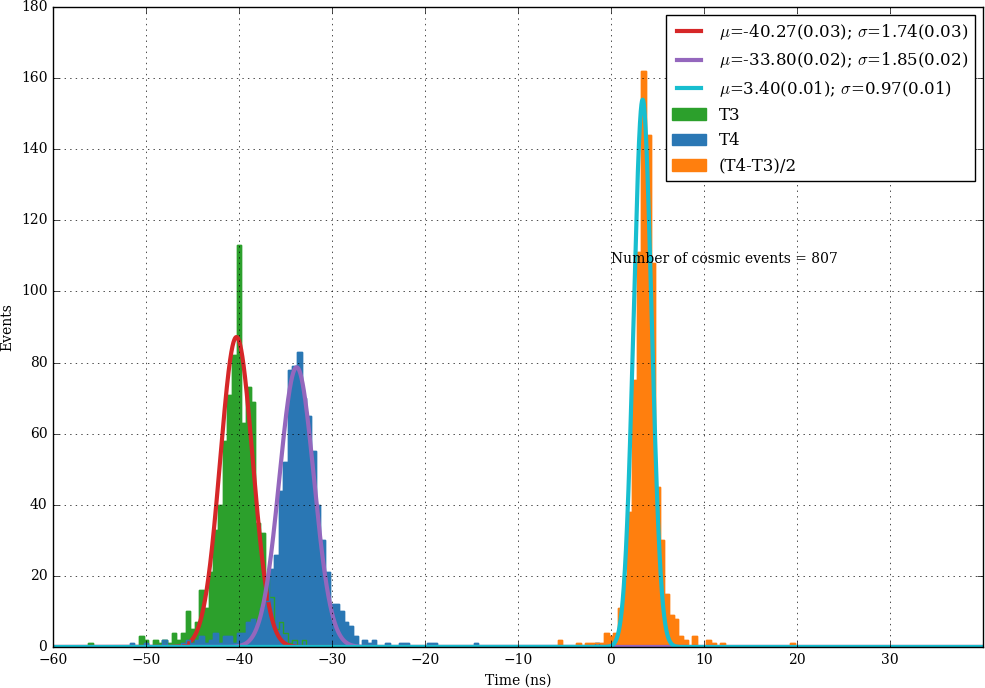 180
160
140
120
100
80
60
40
20
0
Events
μ=-40.27(0.03); σ=1.74(0.03)
μ=-33.80(0.02); σ=1.85(0.02)
μ=3.40(0.01); σ=0.97(0.01)
T3
T4
(T4-T3)/2
Number of cosmic events = 807
−60 −50 −40 −30 −20 −10 0 10 20 30
Time (ns)